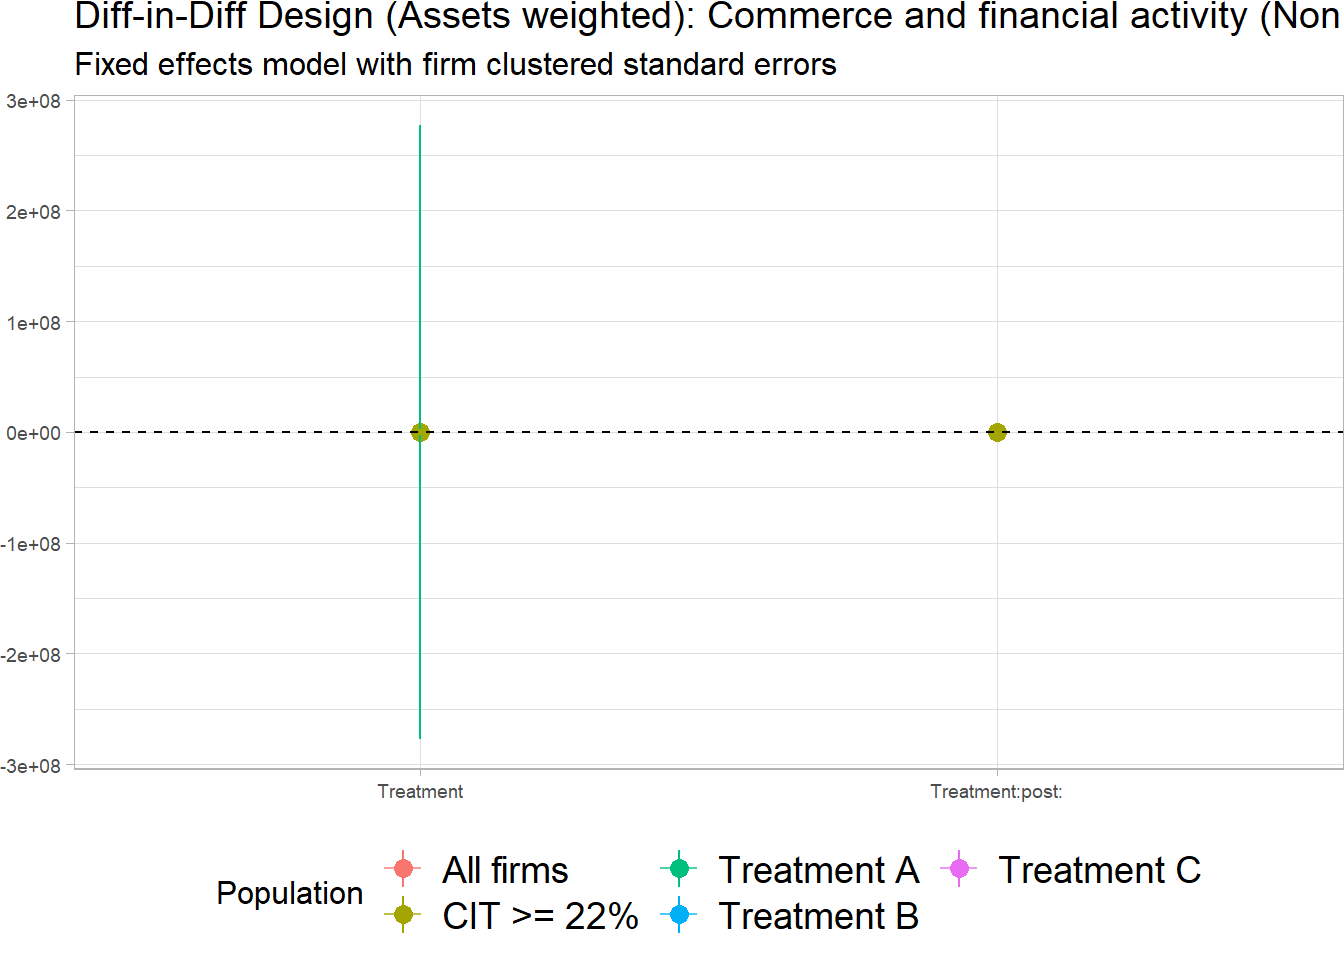 Diff-in-Diff Design (Assets weighted): Commerce and financial activity (Non
Fixed effects model with firm clustered standard errors
3e+08
2e+08
1e+08
0e+00
-1e+08
-2e+08
-3e+08
Treatment
Treatment:post:
Population
All firms
CIT >= 22%
Treatment A
Treatment B
Treatment C